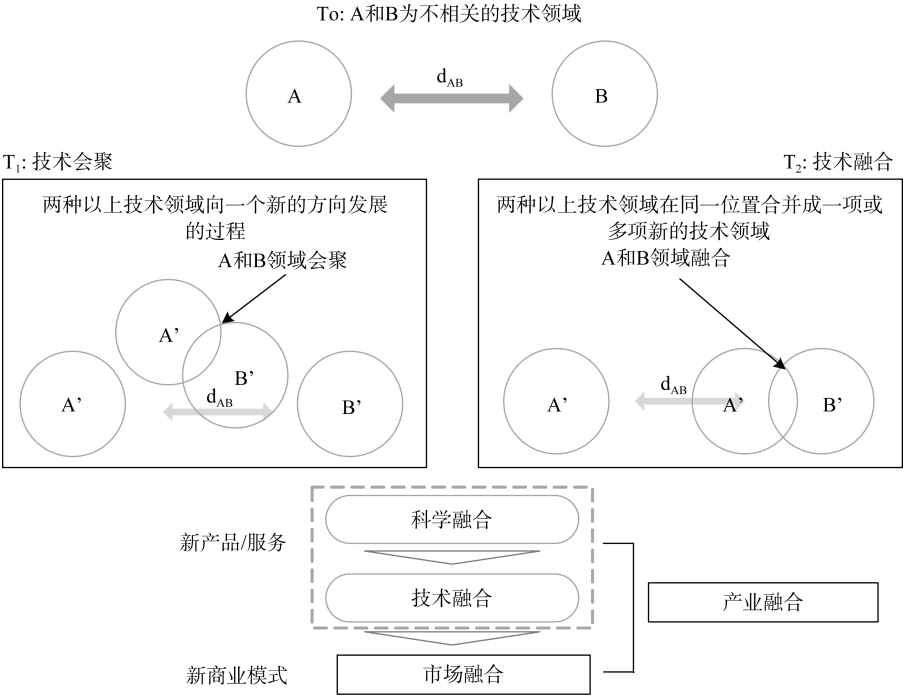 To: A和B为不相关的技术领域
A
dAB
B
T1: 技术会聚
T2: 技术融合
两种以上技术领域向一个新的方向发展
的过程
A和B领域会聚
A’
B’
A’
dAB
B’
两种以上技术领域在同一位置合并成一项或
多项新的技术领域
A和B领域融合
A’
dAB
A’
B’
科学融合
新产品/服务
技术融合
产业融合
新商业模式
市场融合